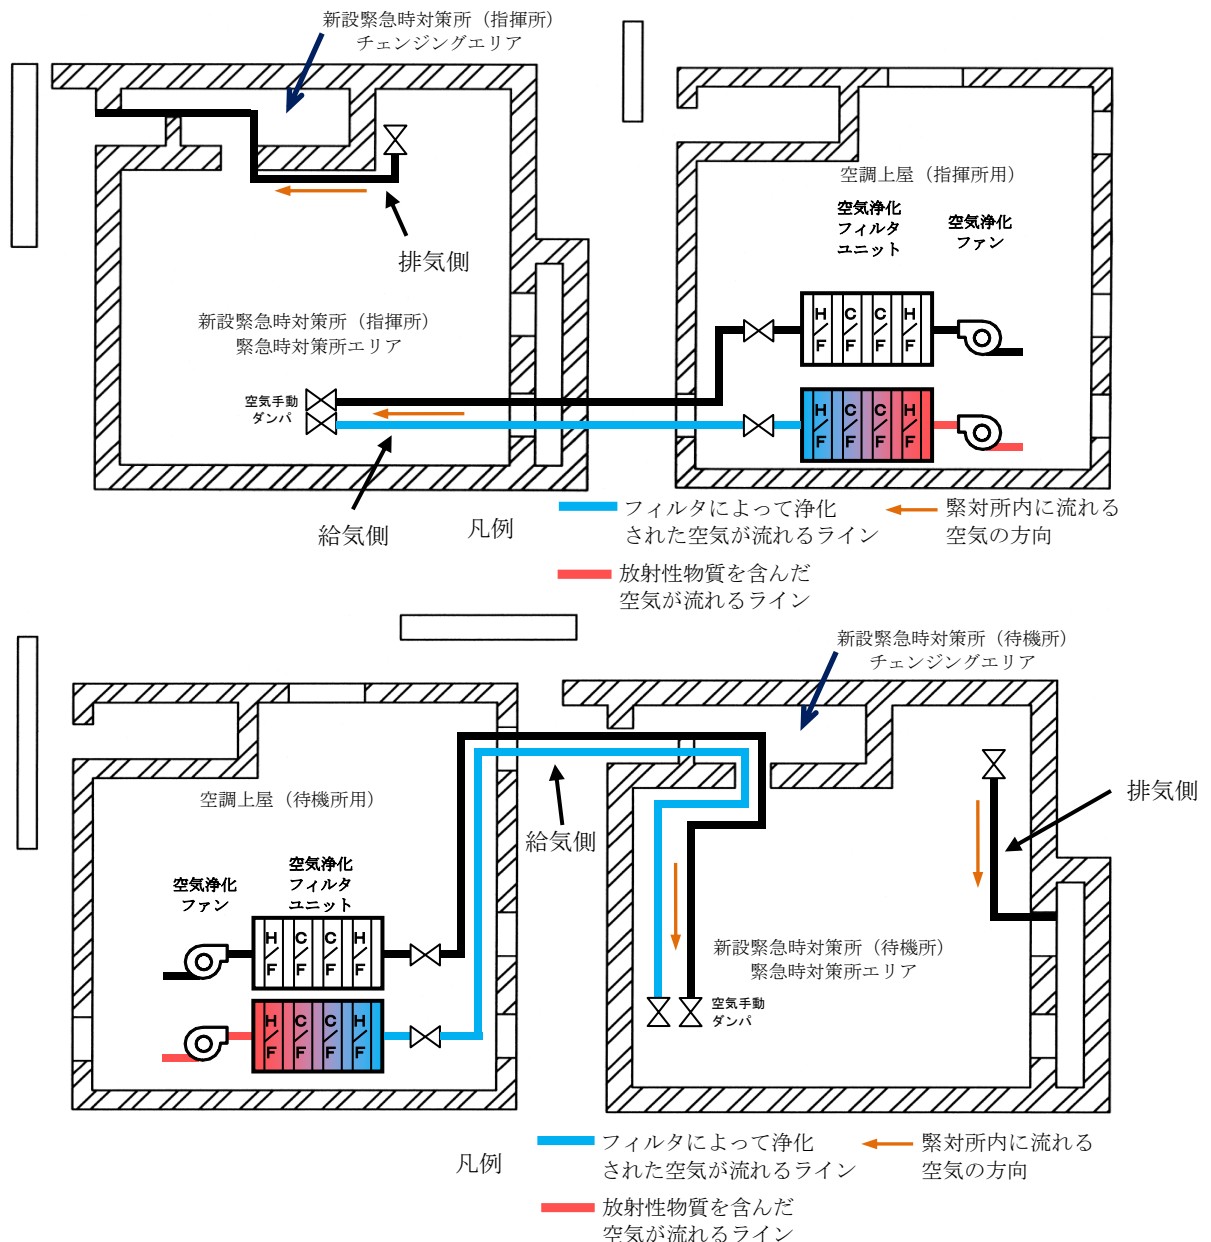 新設緊急時対策所（指揮所）
チェンジングエリア
排気側
新設緊急時対策所（指揮所）
緊急時対策所エリア
空気手動
ダンパ
給気側
空調上屋（指揮所用）
空気浄化
フィルタ
ユニット
空気浄化
ファン
H/F C/F C/F H/F
H/F C/F C/F H/F
凡例
フィルタによって浄化
された空気が流れるライン
緊対所内に流れる
空気の方向
放射性物質を含んだ
空気が流れるライン
新設緊急時対策所（待機所）
チェンジングエリア
空調上屋（待機所用）
給気側
排気側
空気浄化
ファン
空気浄化
フィルタ
ユニット
H/F C/F C/F H/F
H/F C/F C/F H/F
新設緊急時対策所（待機所）
緊急時対策所エリア
空気手動
ダンパ
凡例
フィルタによって浄化
された空気が流れるライン
緊対所内に流れる
空気の方向
放射性物質を含んだ
空気が流れるライン